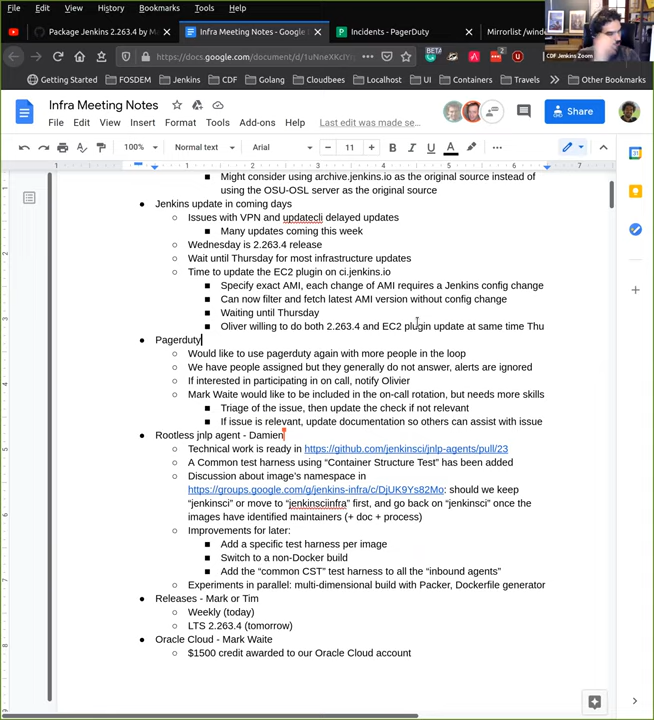 File Edit View History Bookmarks Tools Help
Package Jenkins 2.263.4 by M
Infra Meeting Notes - Google
Incidents - PagerDuty
Mirrorlist/windo
CDF Jenkins Zoom
https://docs.google.com/document/d/1uNneXKcIYi
BETA
2
Getting Started FOSDEM Jenkins CDF Golang Cloudbees Localhost UI Containers Travels Other Bookmarks
Infra Meeting Notes
Share
File Edit View Insert Format Tools Add-ons Help Last edit was made se...
100% Normal text Arial 11 B I U A
Might consider using archive.jenkins.io as the original source instead of
using the OSU-OSL server as the original source
Jenkins update in coming days
Issues with VPN and updatecli delayed updates
Many updates coming this week
Wednesday is 2.263.4 release
Wait until Thursday for most infrastructure updates
Time to update the EC2 plugin on ci.jenkins.io
Specify exact AMI, each change of AMI requires a Jenkins config change
Can now filter and fetch latest AMI version without config change
Waiting until Thursday
Oliver willing to do both 2.263.4 and EC2 plugin update at same time Thu
Pagerduty
Would like to use pagerduty again with more people in the loop
We have people assigned but they generally do not answer, alerts are ignored
If interested in participating in on call, notify Olivier
Mark Waite would like to be included in the on-call rotation, but needs more skills
Triage of the issue, then update the check if not relevant
If issue is relevant, update documentation so others can assist with issue
Rootless jnlp agent - Damien
Technical work is ready in https://github.com/jenkinsci/jnlp-agents/pull/23
A Common test harness using “Container Structure Test” has been added
Discussion about image’s namespace in
https://groups.google.com/g/jenkins-infra/c/DjUK9Ys82Mo: should we keep
“jenkinsci” or move to “jenkinsciinfra” first, and go back on “jenkinsci” once the
images have identified maintainers (+ doc + process)
Improvements for later:
Add a specific test harness per image
Switch to a non-Docker build
Add the “common CST” test harness to all the “inbound agents”
Experiments in parallel: multi-dimensional build with Packer, Dockerfile generator
Releases - Mark or Tim
Weekly (today)
LTS 2.263.4 (tomorrow)
Oracle Cloud - Mark Waite
$1500 credit awarded to our Oracle Cloud account